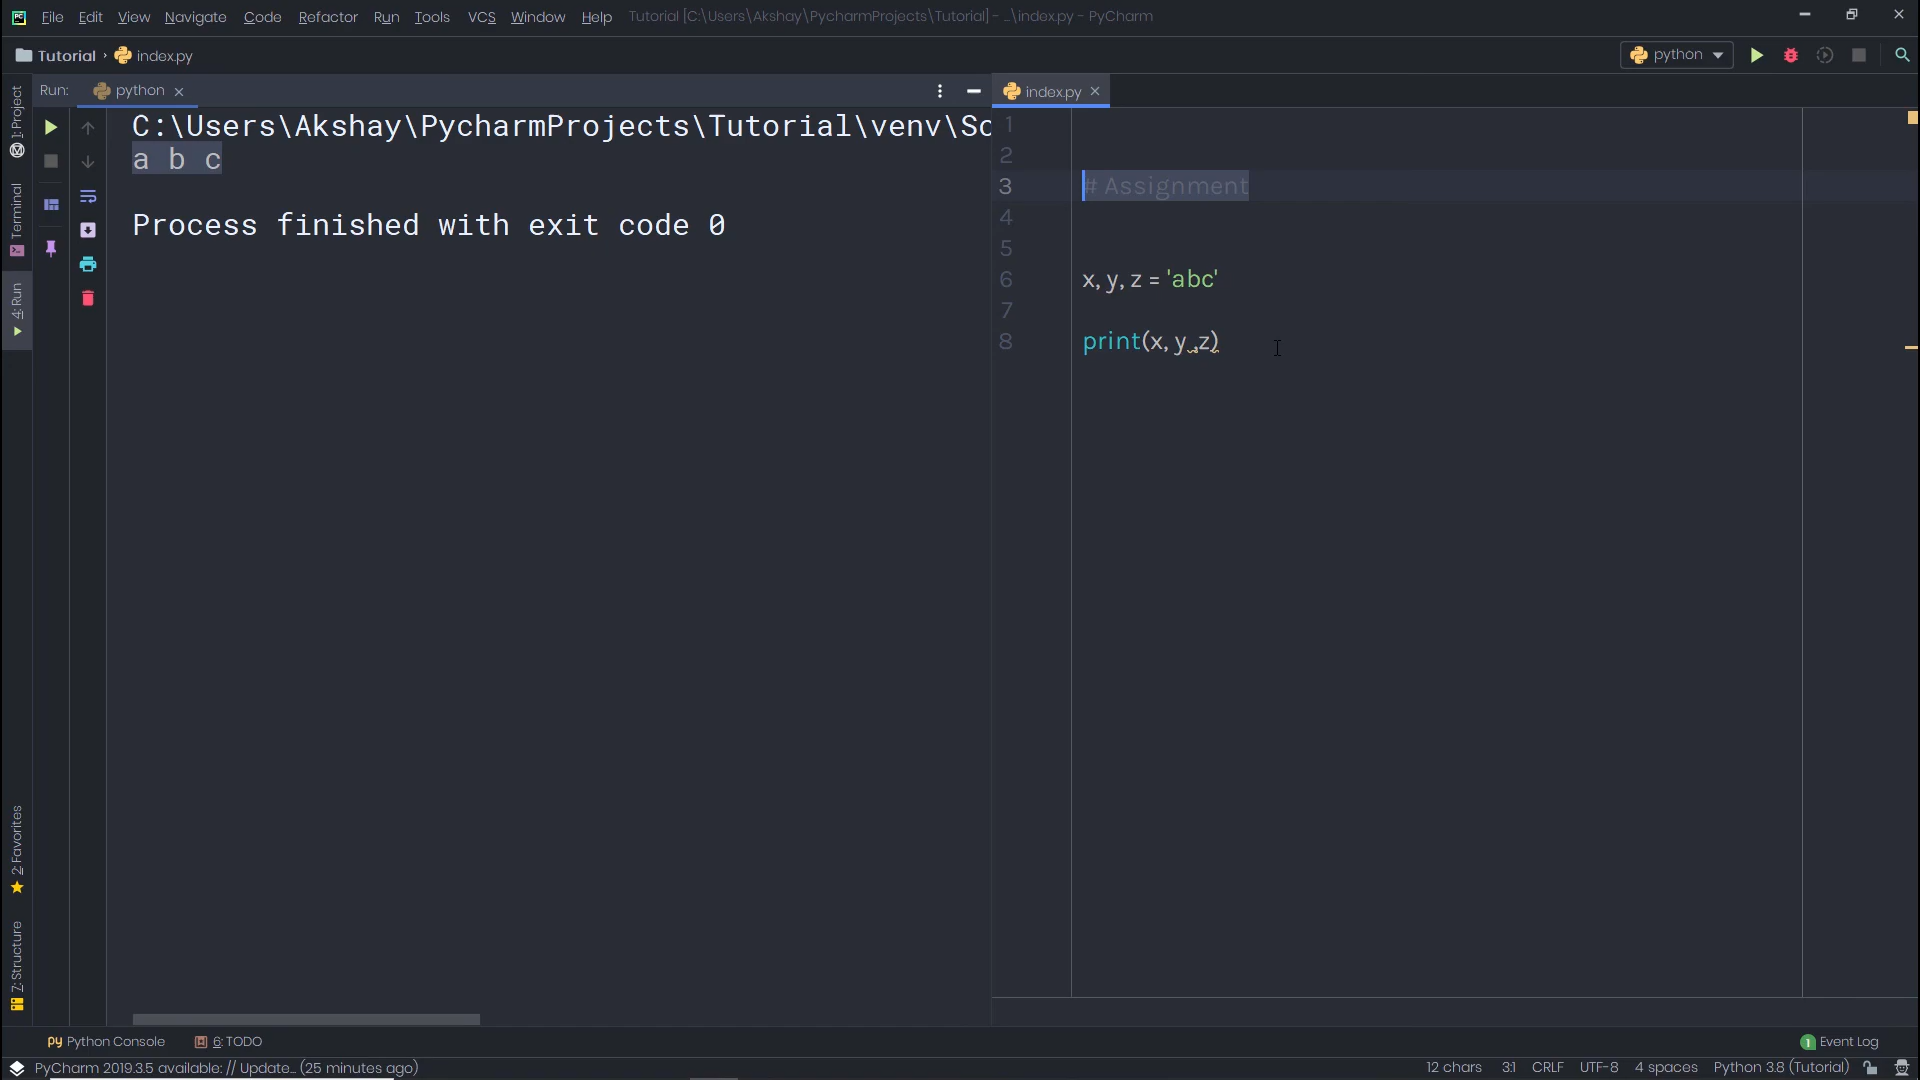 PC File Edit View Navigate Code Refactor Run Tools VCS Window Help Tutorial [C:\Users\Akshay\PycharmProjects\Tutorial] - ...\index.py - PyCharm
Tutorial › index.py
python
Run: python
index.py
1: Project
Terminal
4: Run
2: Favorites
7: Structure
C:\Users\Akshay\PycharmProjects\Tutorial\venv\Sc
a b c
Process finished with exit code 0
1
2
3 # Assignment
4
5
6 x, y, z = 'abc'
7
8 print(x, y ,z)
Python Console 6: TODO
1 Event Log
PyCharm 2019.3.5 available: // Update... (25 minutes ago)
12 chars 3:1 CRLF UTF-8 4 spaces Python 3.8 (Tutorial)